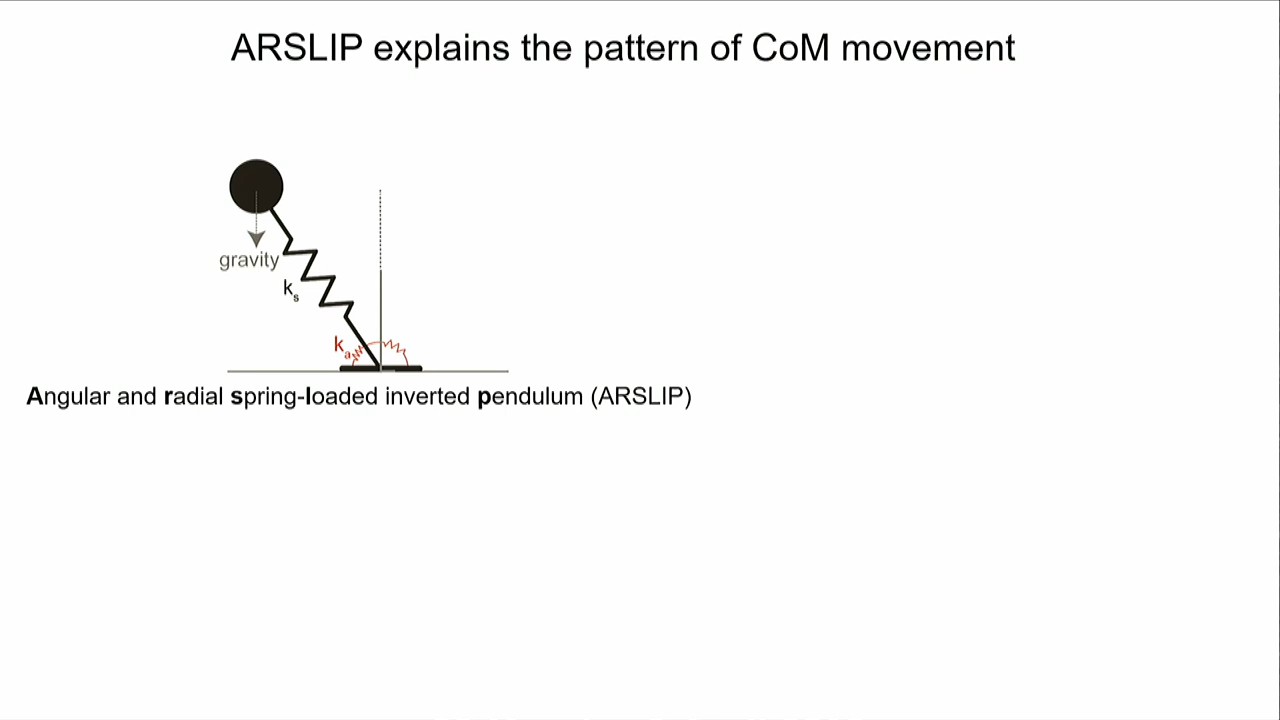 ARSLIP explains the pattern of CoM movement
gravity
ks
ka
Angular and radial spring-loaded inverted pendulum (ARSLIP)